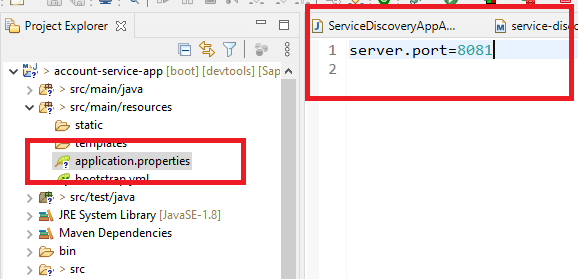 Project Explorer
account-service-app [boot] [devtools] [Sap
> src/main/java
> src/main/resources
static
templates
application.properties
bootstrap.yml
> src/test/java
JRE System Library [JavaSE-1.8]
Maven Dependencies
bin
> src
ServiceDiscoveryAppA...
service-disc
1 server.port=8081
2